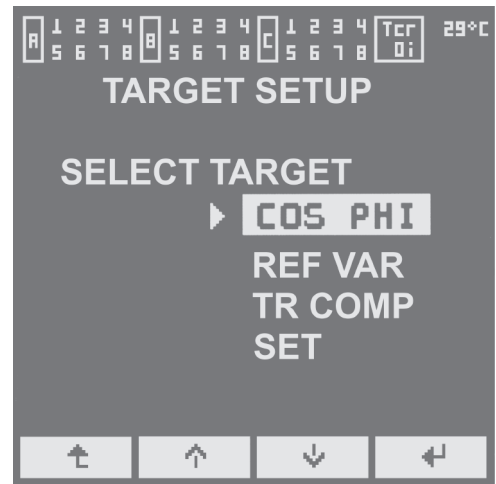 A 1 2 3 4 B 1 2 3 4 C 1 2 3 4 Tcr 29°C
5 6 7 8 5 6 7 8 5 6 7 8 0i
TARGET SETUP
SELECT TARGET
COS PHI
REF VAR
TR COMP
SET